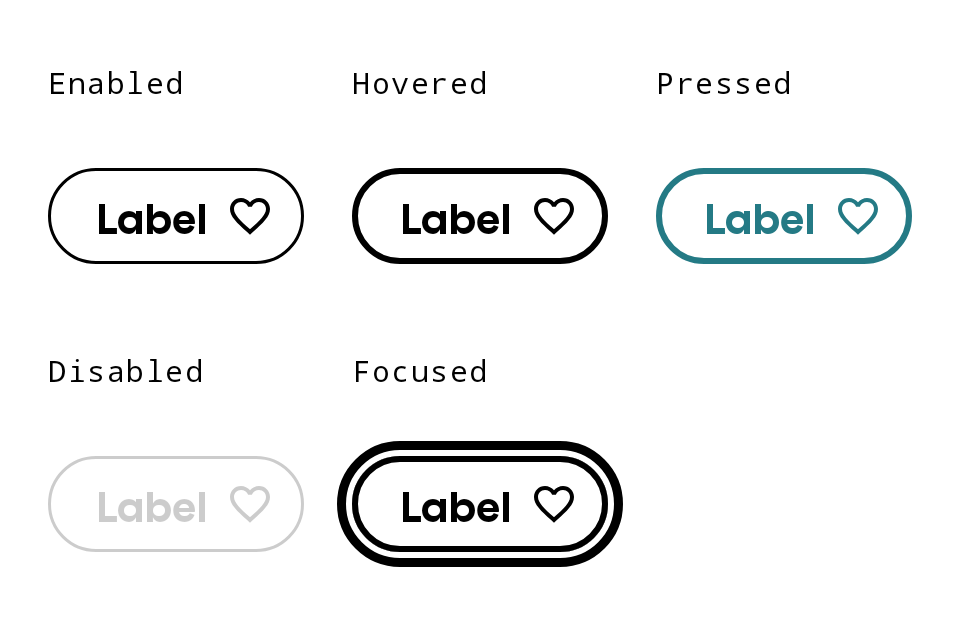 Enabled
Hovered
Pressed
Label
Label
Label
Disabled
Focused
Label
Label